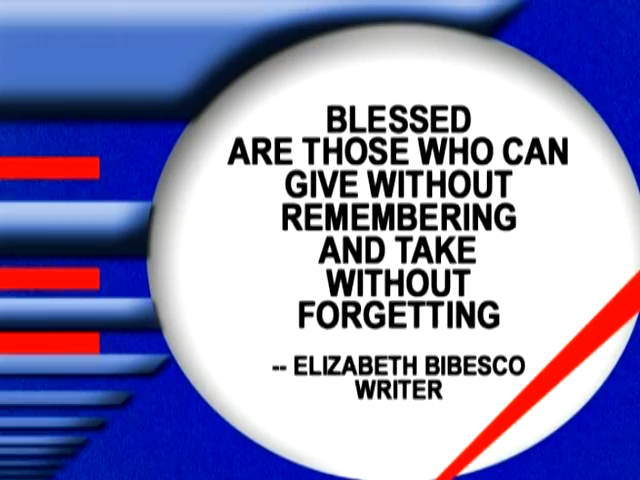 BLESSED
ARE THOSE WHO CAN
GIVE WITHOUT
REMEMBERING
AND TAKE
WITHOUT
FORGETTING
-- ELIZABETH BIBESCO
WRITER